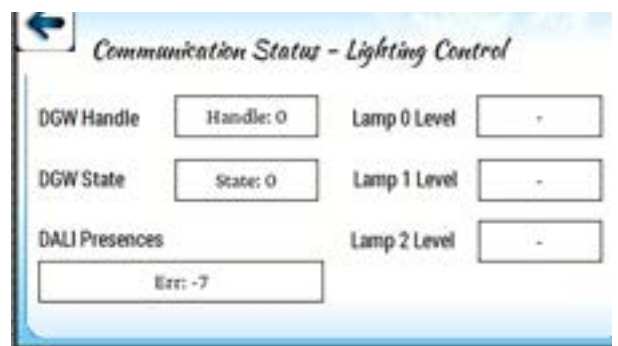 Communication Status - Lighting Control
DGW Handle
Handle: 0
Lamp 0 Level
-
DGW State
State: 0
Lamp 1 Level
-
DALI Presences
Lamp 2 Level
-
Err: -7